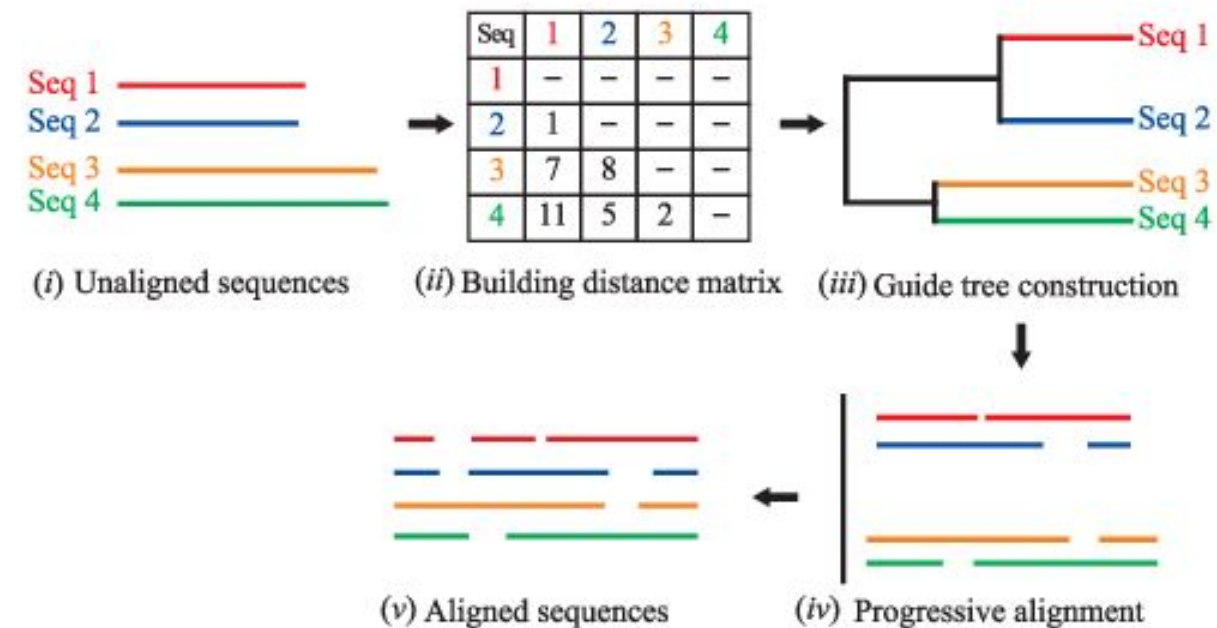 Seq 1
Seq 2
Seq 3
Seq 4
(i) Unaligned sequences
Seq 1 2 3 4
1 – – – –
2 1 – – –
3 7 8 – –
4 11 5 2 –
(ii) Building distance matrix
Seq 1
Seq 2
Seq 3
Seq 4
(iii) Guide tree construction
(iv) Progressive alignment
(v) Aligned sequences